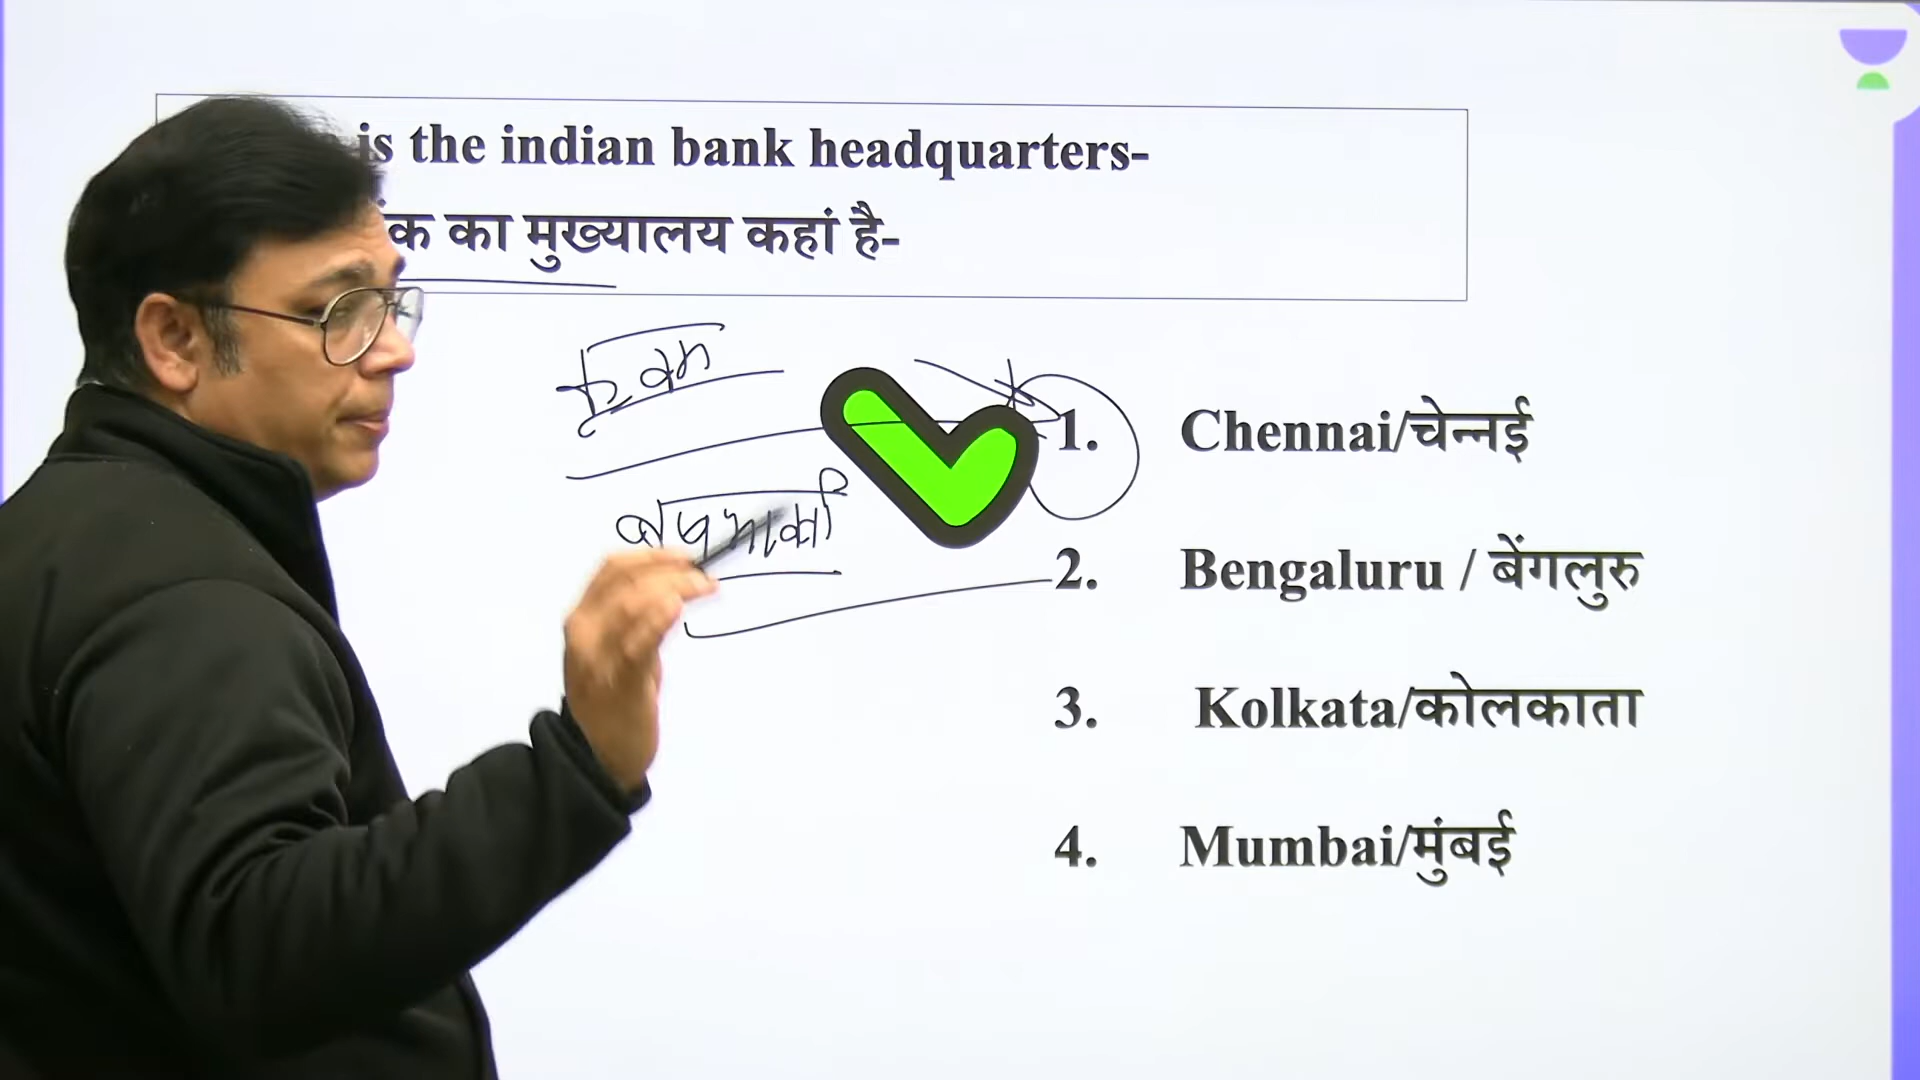 is the indian bank headquarters-
क का मुख्यालय कहां है-
1. Chennai/चेन्नई
2. Bengaluru / बेंगलुरु
3. Kolkata/कोलकाता
4. Mumbai/मुंबई